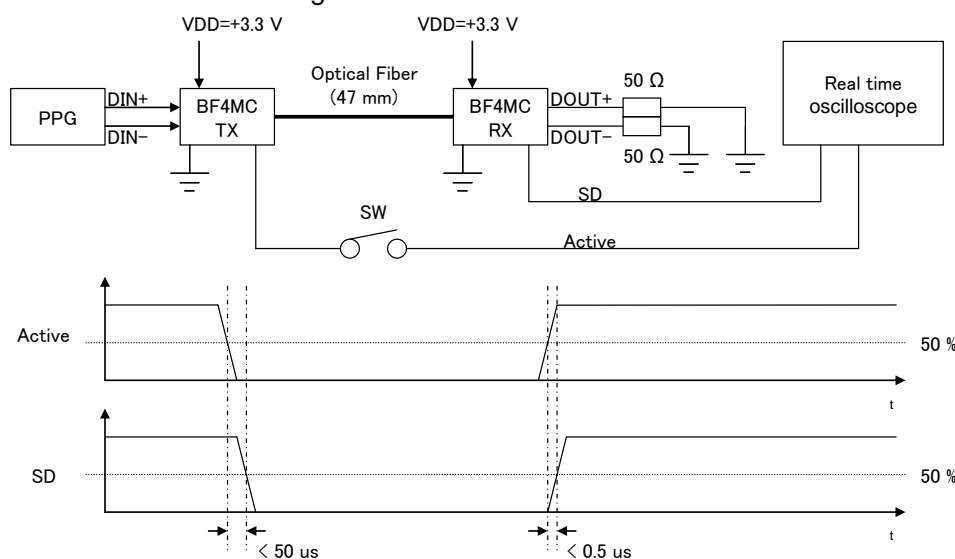 VDD=+3.3 V
VDD=+3.3 V
PPG
DIN+
DIN−
BF4MC
TX
Optical Fiber
(47 mm)
BF4MC
RX
DOUT+
DOUT−
50 Ω
50 Ω
Real time
oscilloscope
SD
SW
Active
Active
50 %
t
SD
50 %
t
< 50 us
< 0.5 us